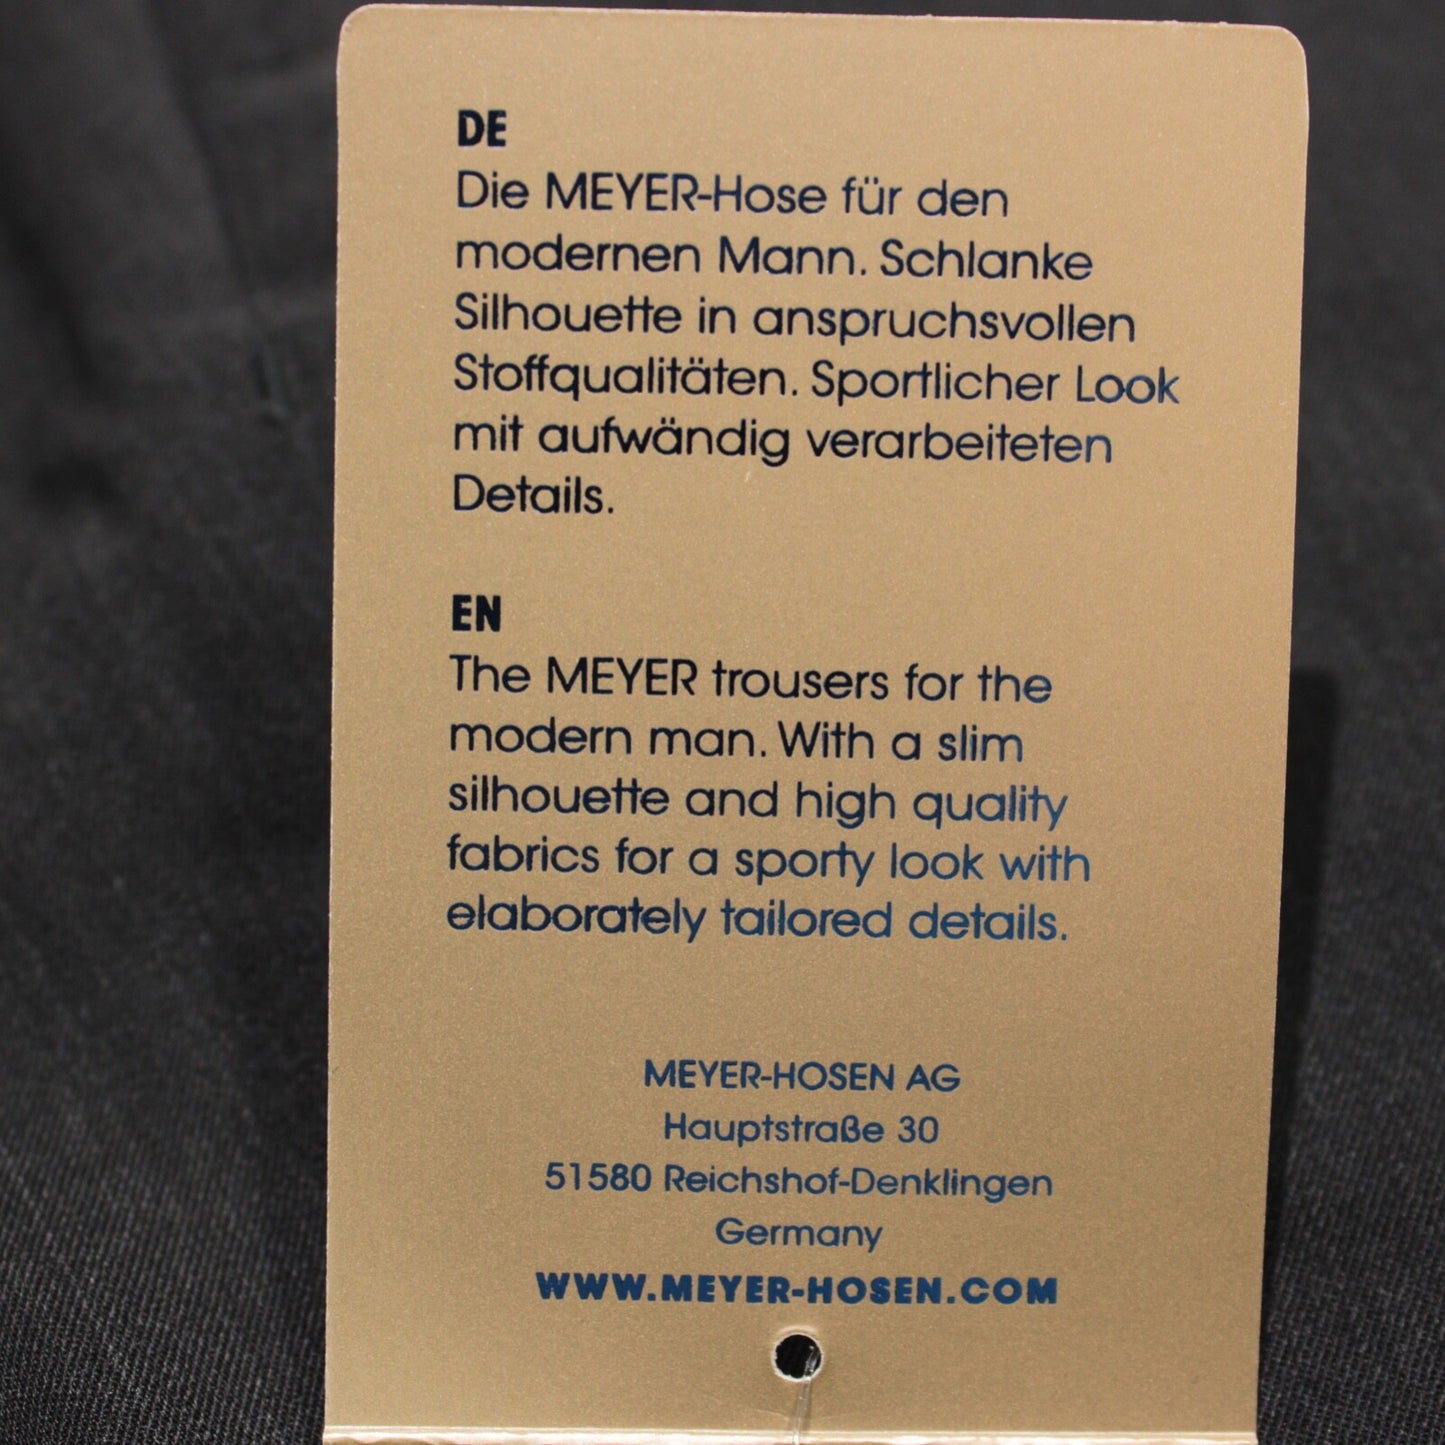 DE
Die MEYER-Hose für den
modernen Mann. Schlanke
Silhouette in anspruchsvollen
Stoffqualitäten. Sportlicher Look
mit aufwändig verarbeiteten
Details.
EN
The MEYER trousers for the
modern man. With a slim
silhouette and high quality
fabrics for a sporty look with
elaborately tailored details.
MEYER-HOSEN AG
Hauptstraße 30
51580 Reichshof-Denklingen
Germany
WWW.MEYER-HOSEN.COM